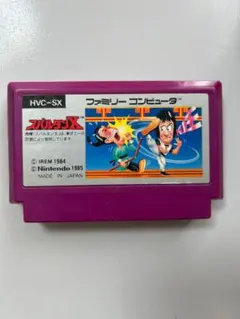 HVC-SX
ファミリー コンピュータ
スパルタンX
© IREM 1984
© Nintendo 1985
MADE IN JAPAN